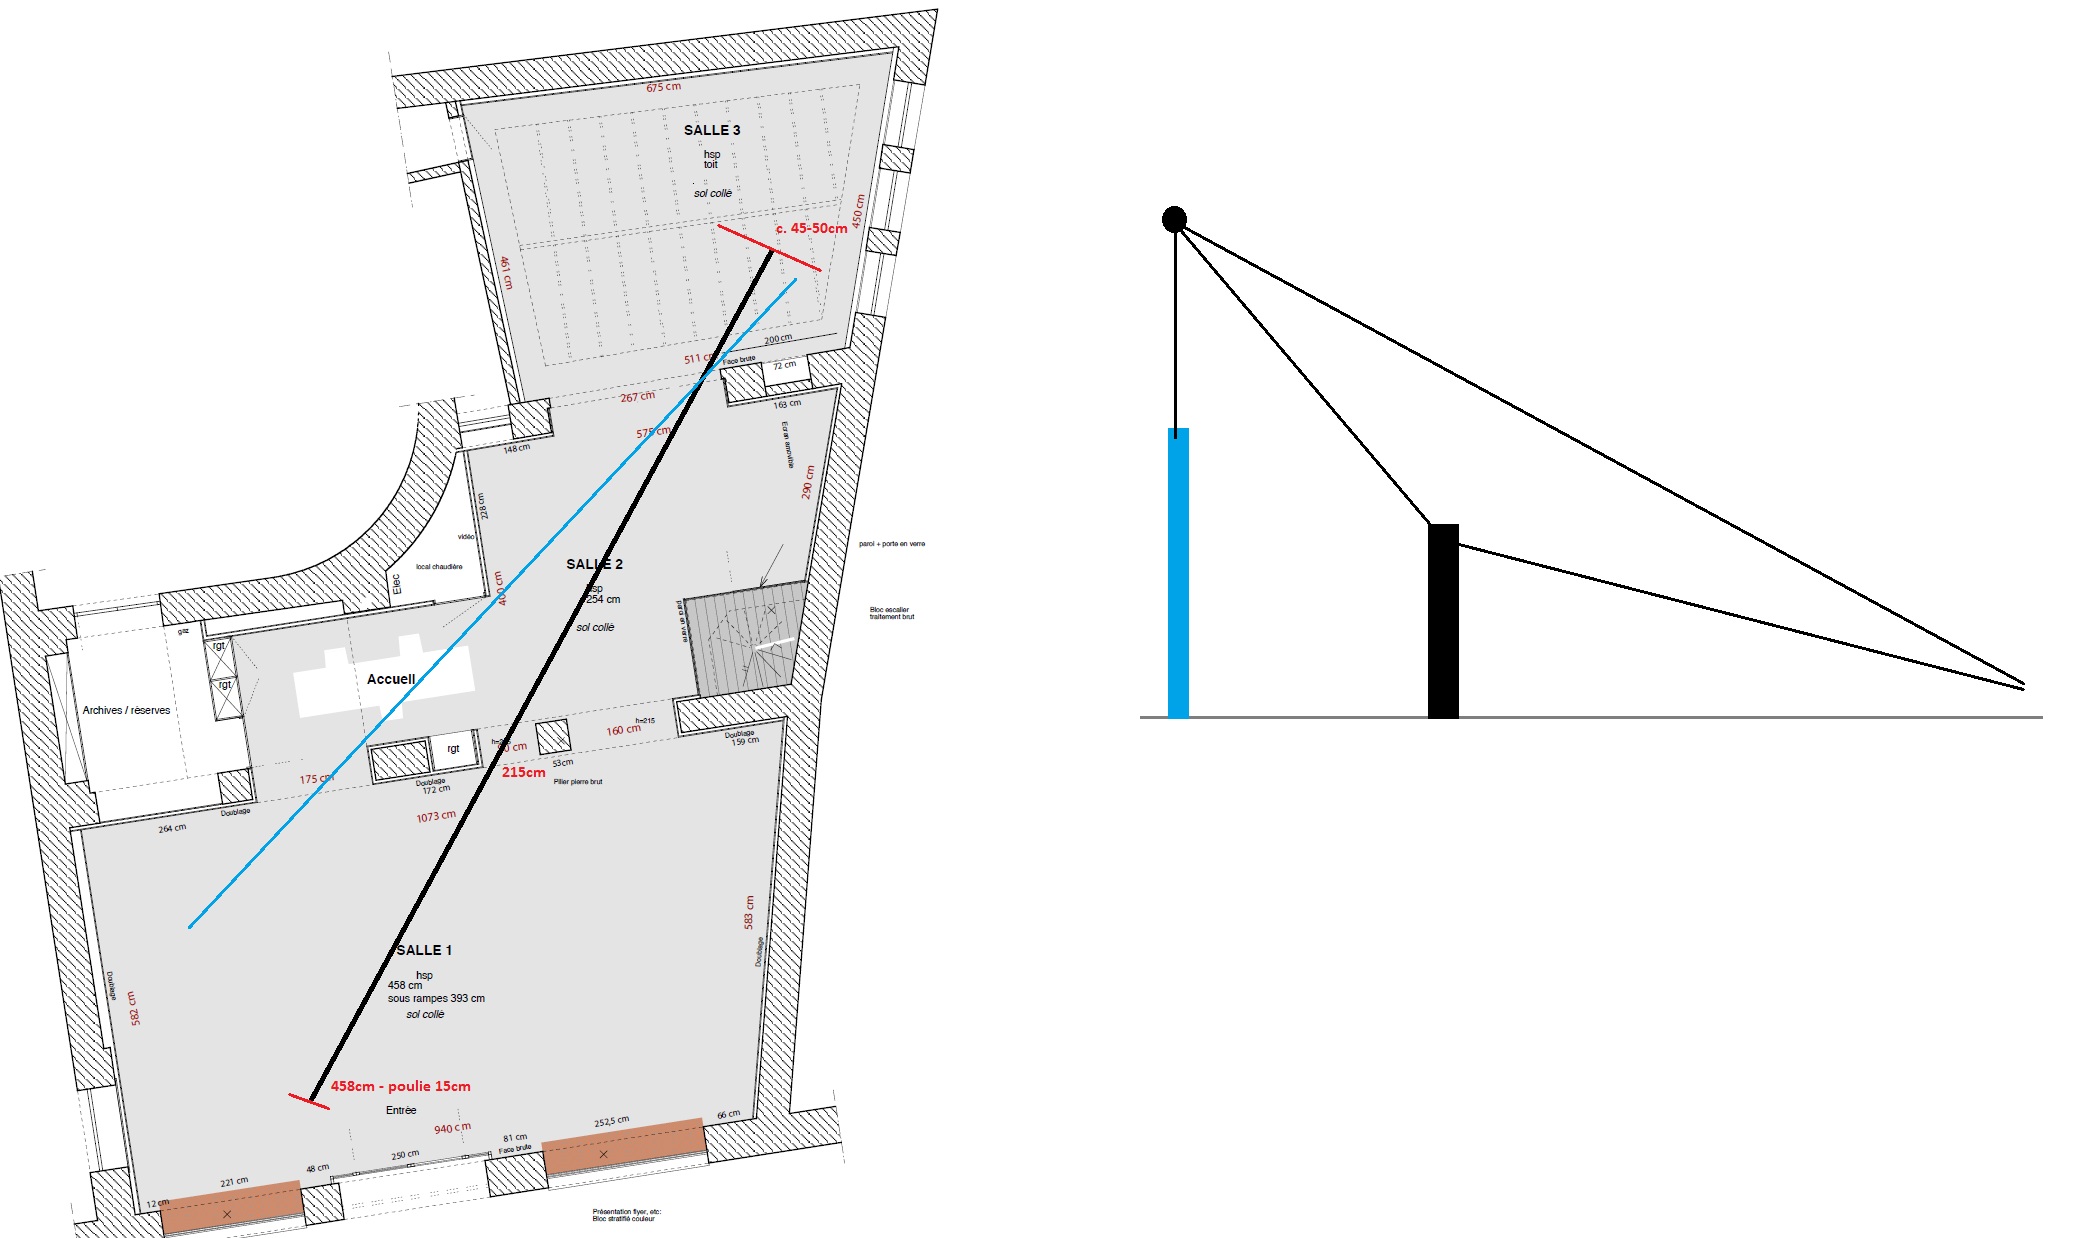 675 cm
SALLE 3
hsp
toit
sol collé
450 cm
c. 45-50cm
461 cm
200 cm
511 c
Face brute
72 cm
267 cm
163 cm
575 cm
Ecran amovible
148 cm
290 cm
228 cm
vidéo
local chaudière
paroi + porte en verre
Elec
SALLE 2
hsp
254 cm
400 cm
sol collé
paroi en verre
Bloc escalier
traitement brut
gaz
rgt
rgt
Accueil
Archives / réserves
h=215
160 cm
rgt
Doublage
159 cm
53cm
215cm
Pilier pierre brut
175 cm
Doublage
172 cm
Doublage
264 cm
1073 cm
583 cm
Doublage
SALLE 1
hsp
458 cm
sous rampes 393 cm
sol collé
Doublage
582 cm
458cm - poulie 15cm
Entrée
940 cm
252,5 cm
66 cm
81 cm
Face brute
250 cm
48 cm
221 cm
12 cm
Présentation flyer, etc:
Bloc stratifié couleur